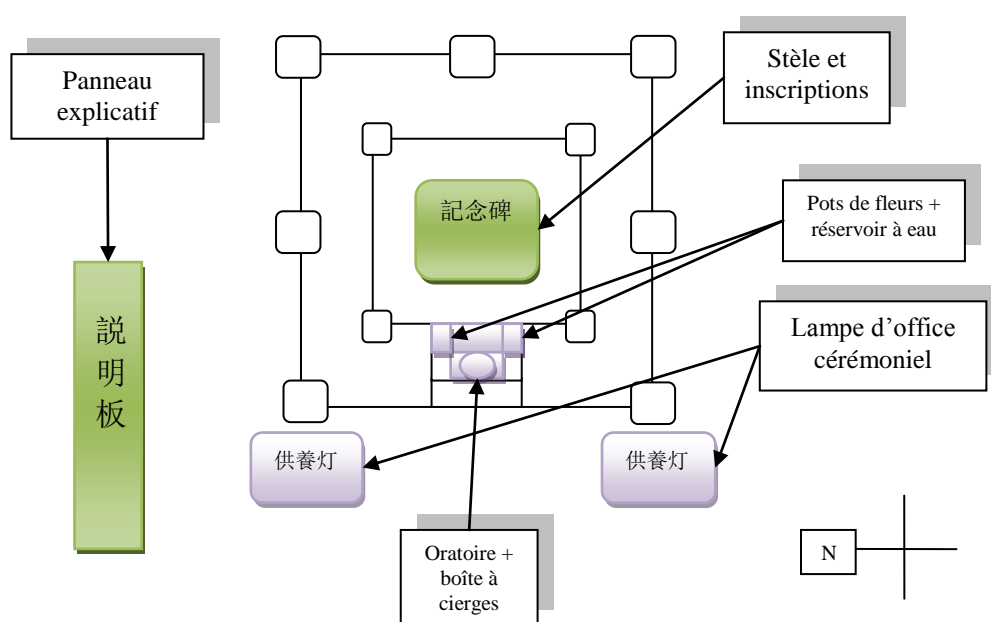 Panneau
explicatif
Stèle et
inscriptions
記念碑
Pots de fleurs +
réservoir à eau
説
明
板
Lampe d’office
cérémoniel
供養灯
供養灯
Oratoire +
boîte à
cierges
N